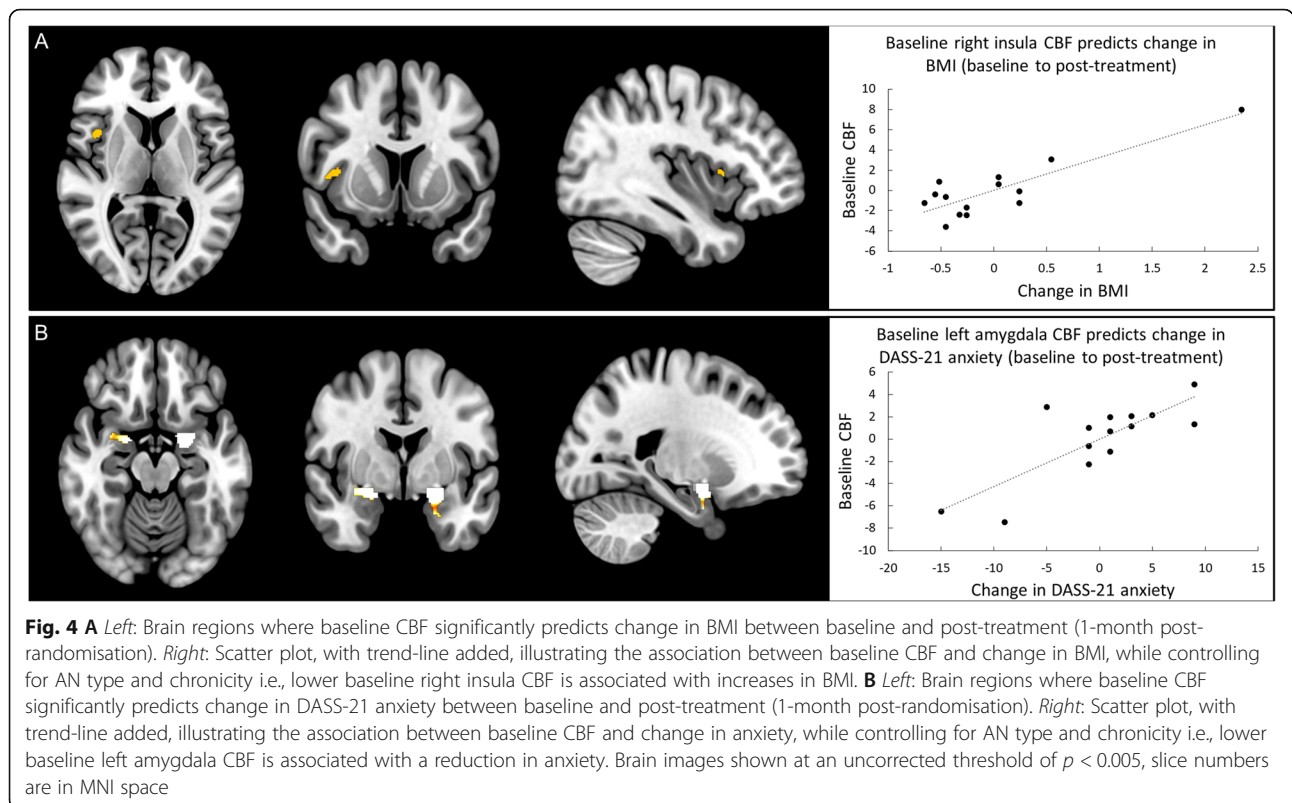 A
Baseline right insula CBF predicts change in
BMI (baseline to post-treatment)
Baseline CBF
10
8
6
4
2
0
-2
-4
-6
-1
-0.5
0
0.5
1
1.5
2
2.5
Change in BMI
B
Baseline left amygdala CBF predicts change in
DASS-21 anxiety (baseline to post-treatment)
Baseline CBF
6
4
2
0
-2
-4
-6
-8
-10
-20
-15
-10
-5
0
5
10
15
Change in DASS-21 anxiety
Fig. 4 A Left: Brain regions where baseline CBF significantly predicts change in BMI between baseline and post-treatment (1-month post-
randomisation). Right: Scatter plot, with trend-line added, illustrating the association between baseline CBF and change in BMI, while controlling
for AN type and chronicity i.e., lower baseline right insula CBF is associated with increases in BMI. B Left: Brain regions where baseline CBF
significantly predicts change in DASS-21 anxiety between baseline and post-treatment (1-month post-randomisation). Right: Scatter plot, with
trend-line added, illustrating the association between baseline CBF and change in anxiety, while controlling for AN type and chronicity i.e., lower
baseline left amygdala CBF is associated with a reduction in anxiety. Brain images shown at an uncorrected threshold of p < 0.005, slice numbers
are in MNI space